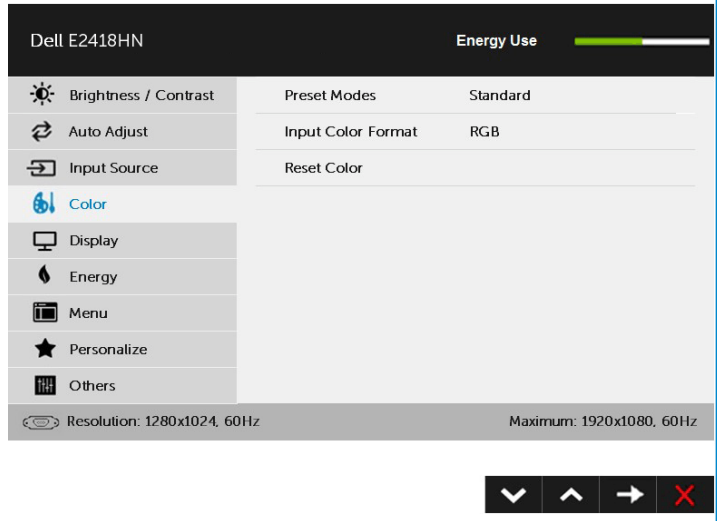 Dell E2418HN
Energy Use
Brightness / Contrast
Preset Modes
Standard
Auto Adjust
Input Color Format
RGB
Input Source
Reset Color
Color
Display
Energy
Menu
Personalize
Others
Resolution: 1280x1024, 60Hz
Maximum: 1920x1080, 60Hz